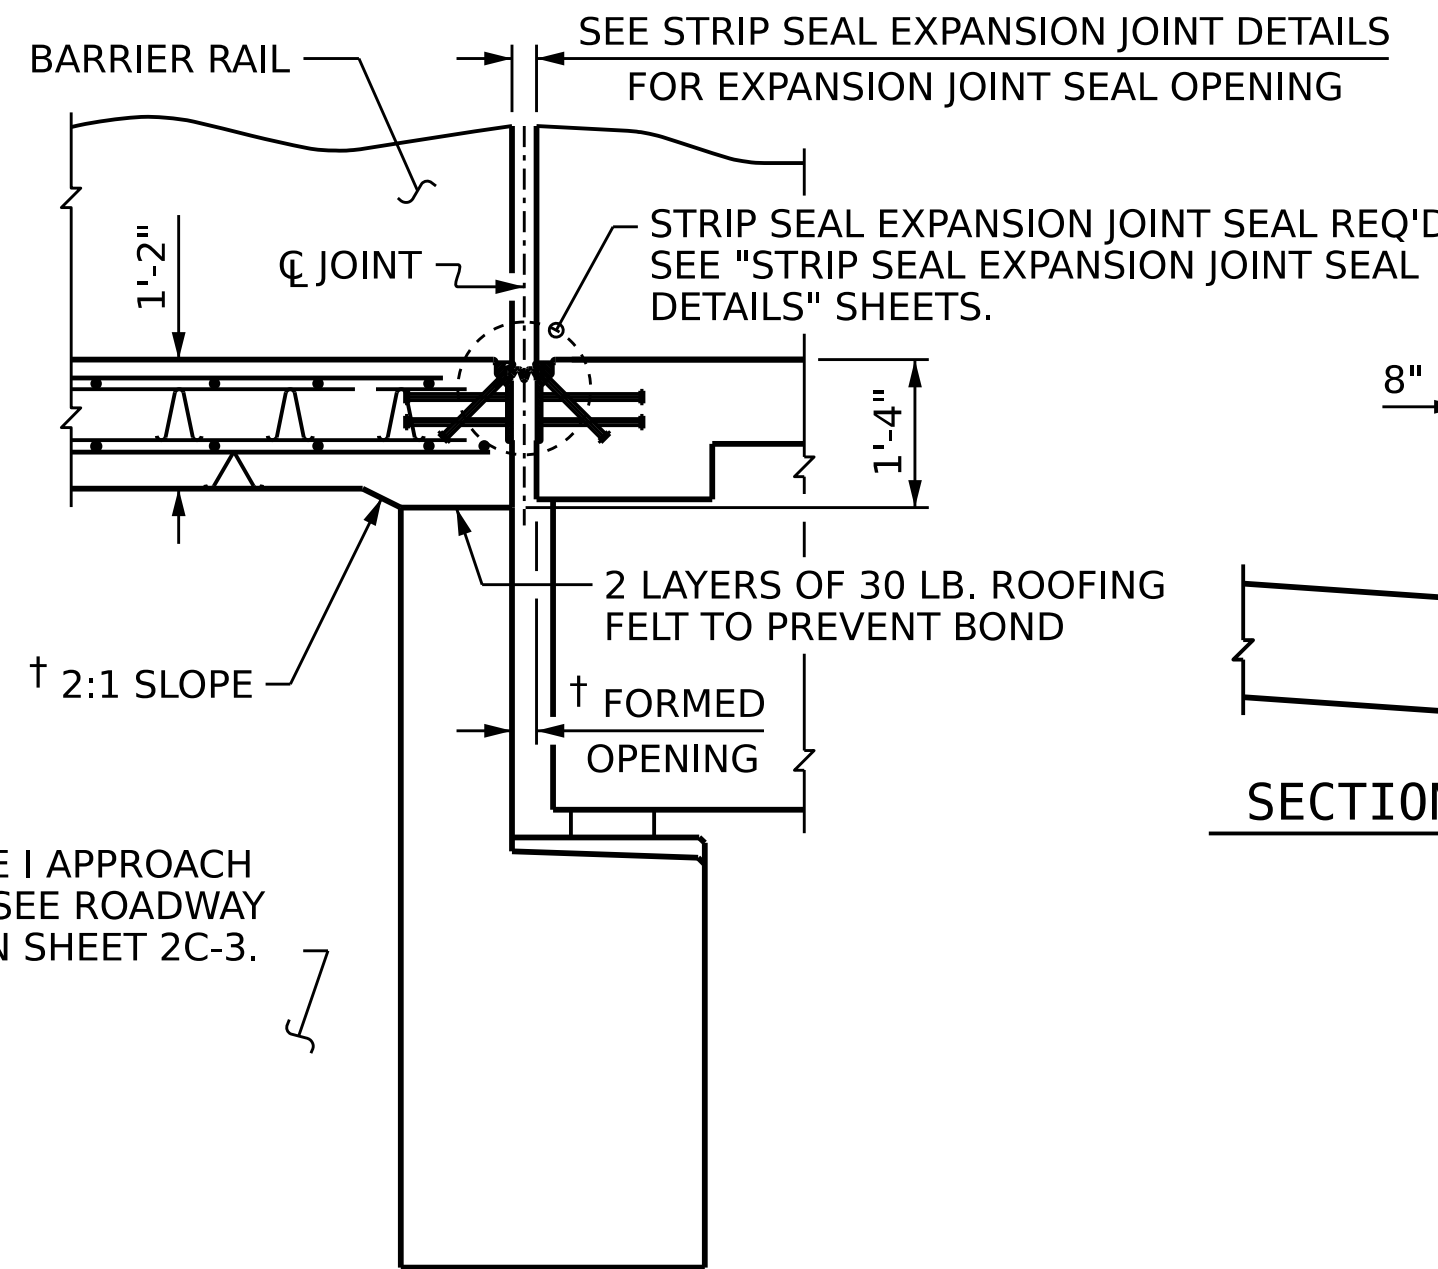 SEE STRIP SEAL EXPANSION JOINT DETAILS
FOR EXPANSION JOINT SEAL OPENING
BARRIER RAIL
STRIP SEAL EXPANSION JOINT SEAL REQ'D
SEE "STRIP SEAL EXPANSION JOINT SEAL
DETAILS" SHEETS.
1'-2"
℄ JOINT
1'-4"
8"
2 LAYERS OF 30 LB. ROOFING
FELT TO PREVENT BOND
† 2:1 SLOPE
† FORMED
OPENING
SECTION
I APPROACH
SEE ROADWAY
SHEET 2C-3.